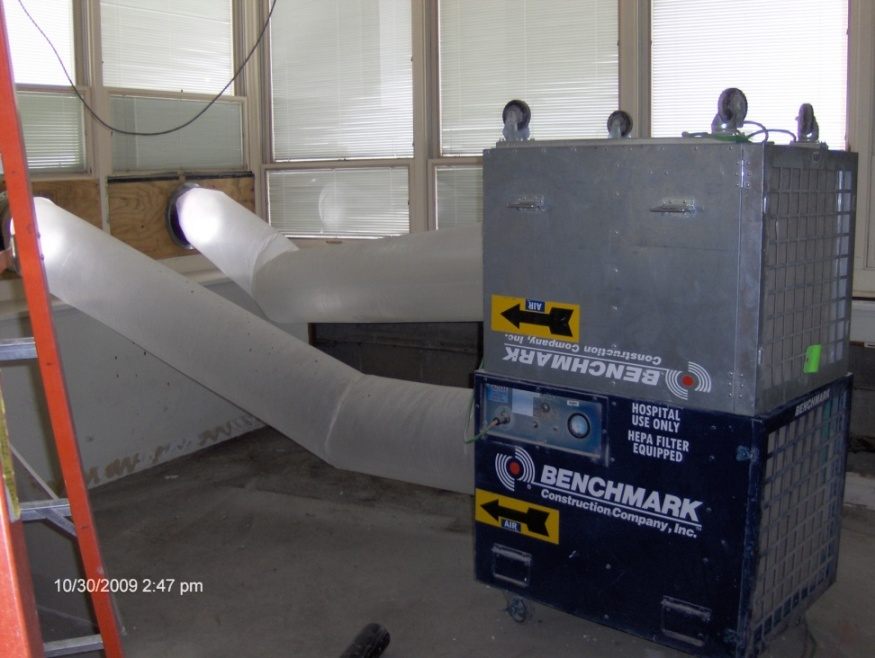 AIR
Construction Company, Inc.
BENCHMARK
BENCHMARK
HOSPITAL
USE ONLY
HEPA FILTER
EQUIPPED
BENCHMARK
Construction Company, Inc.
AIR
10/30/2009 2:47 pm